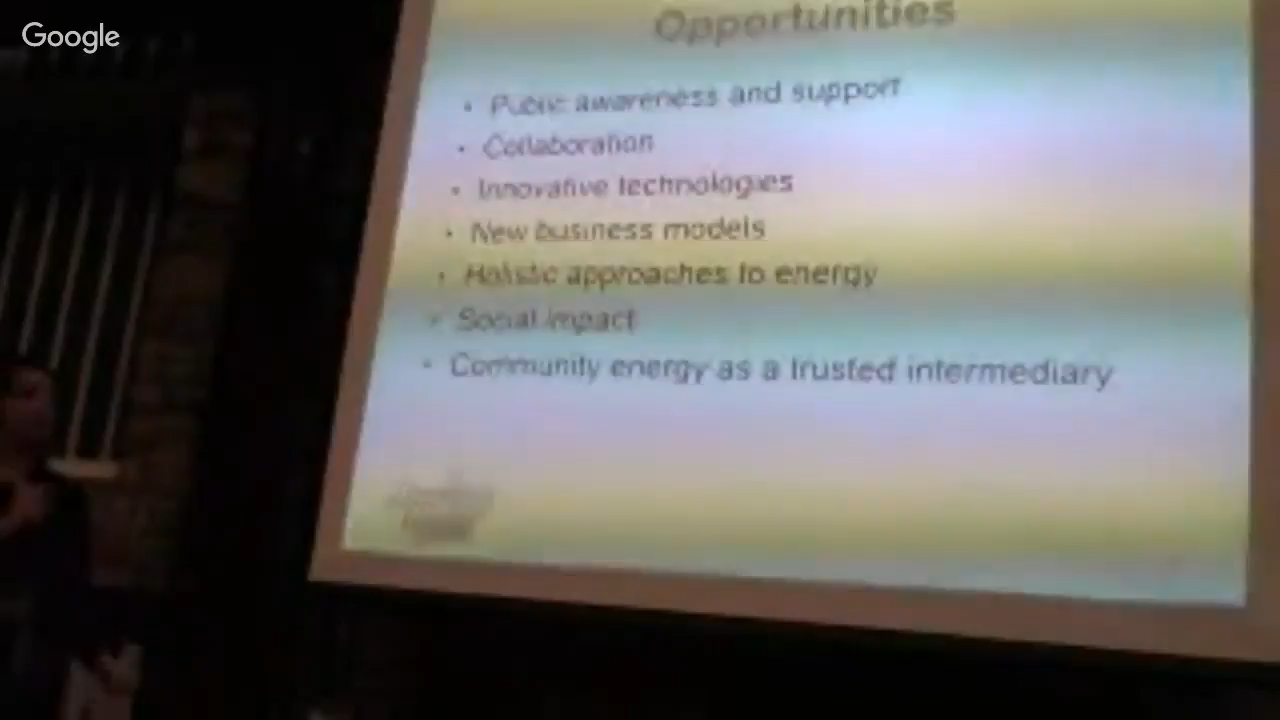 Google
Opportunities
• Public awareness and support
• Collaboration
• Innovative technologies
• New business models
• Holistic approaches to energy
• Social impact
• Community energy as a trusted intermediary